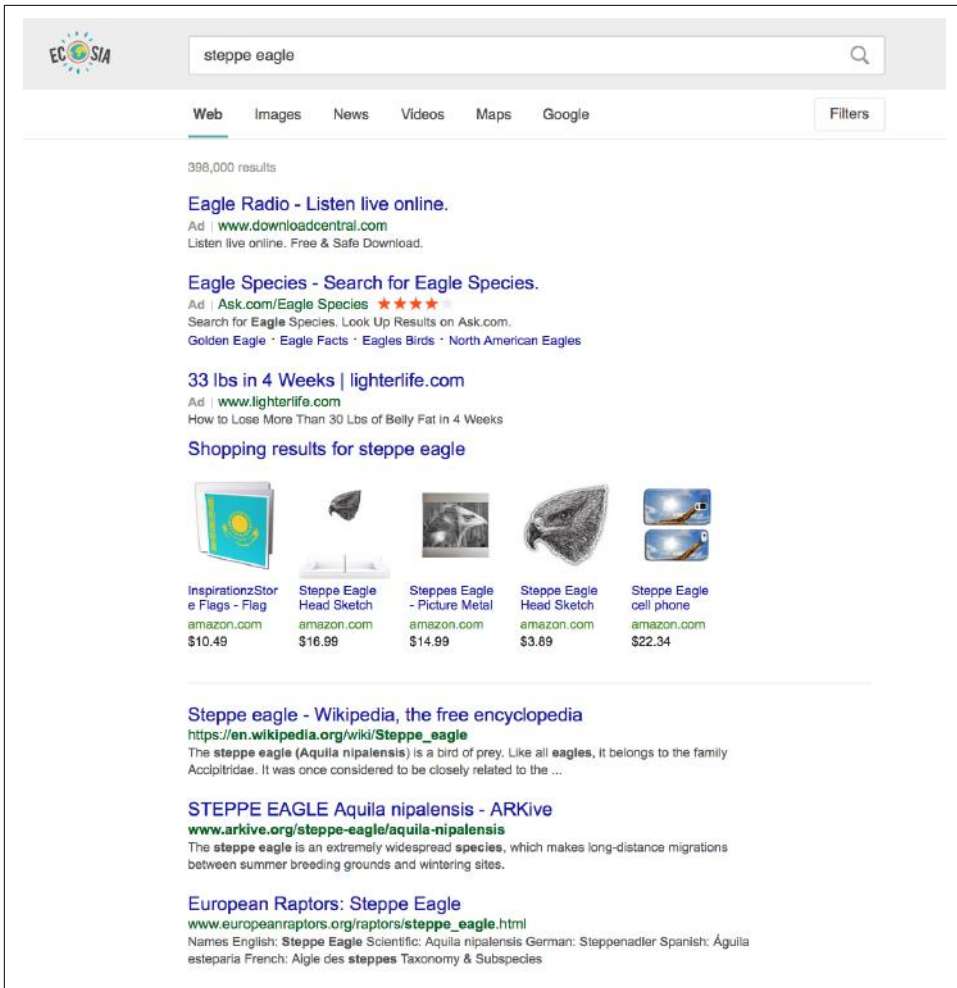 ECOSIA
steppe eagle
Web Images News Videos Maps Google Filters
398,000 results
Eagle Radio - Listen live online.
Ad | www.downloadcentral.com
Listen live online. Free & Safe Download.
Eagle Species - Search for Eagle Species.
Ad | Ask.com/Eagle Species ★★★★★
Search for Eagle Species. Look Up Results on Ask.com.
Golden Eagle · Eagle Facts · Eagles Birds · North American Eagles
33 lbs in 4 Weeks | lighterlife.com
Ad | www.lighterlife.com
How to Lose More Than 30 Lbs of Belly Fat in 4 Weeks
Shopping results for steppe eagle
InspirationzStor
e Flags - Flag
amazon.com
$10.49
Steppe Eagle
Head Sketch
amazon.com
$16.99
Steppes Eagle
- Picture Metal
amazon.com
$14.99
Steppe Eagle
Head Sketch
amazon.com
$3.89
Steppe Eagle
cell phone
amazon.com
$22.34
Steppe eagle - Wikipedia, the free encyclopedia
https://en.wikipedia.org/wiki/Steppe_eagle
The steppe eagle (Aquila nipalensis) is a bird of prey. Like all eagles, it belongs to the family
Accipitridae. It was once considered to be closely related to the ...
STEPPE EAGLE Aquila nipalensis - ARKive
www.arkive.org/steppe-eagle/aquila-nipalensis
The steppe eagle is an extremely widespread species, which makes long-distance migrations
between summer breeding grounds and wintering sites.
European Raptors: Steppe Eagle
www.europeanraptors.org/raptors/steppe_eagle.html
Names English: Steppe Eagle Scientific: Aquila nipalensis German: Steppenadler Spanish: Águila
esteparia French: Aigle des steppes Taxonomy & Subspecies